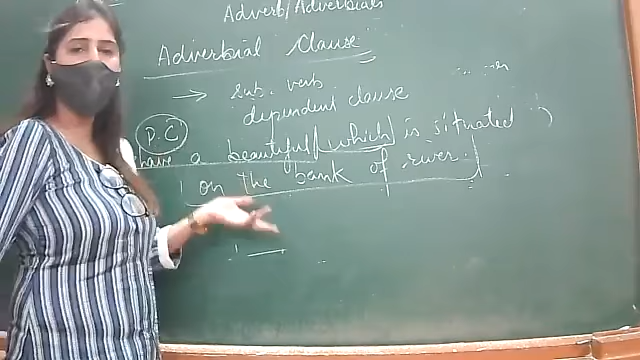 Adverb/Adverbials
Adverbial Clause
→ sub. verb
dependent clause
P.C
have a beautiful which is situated
on the bank of river.